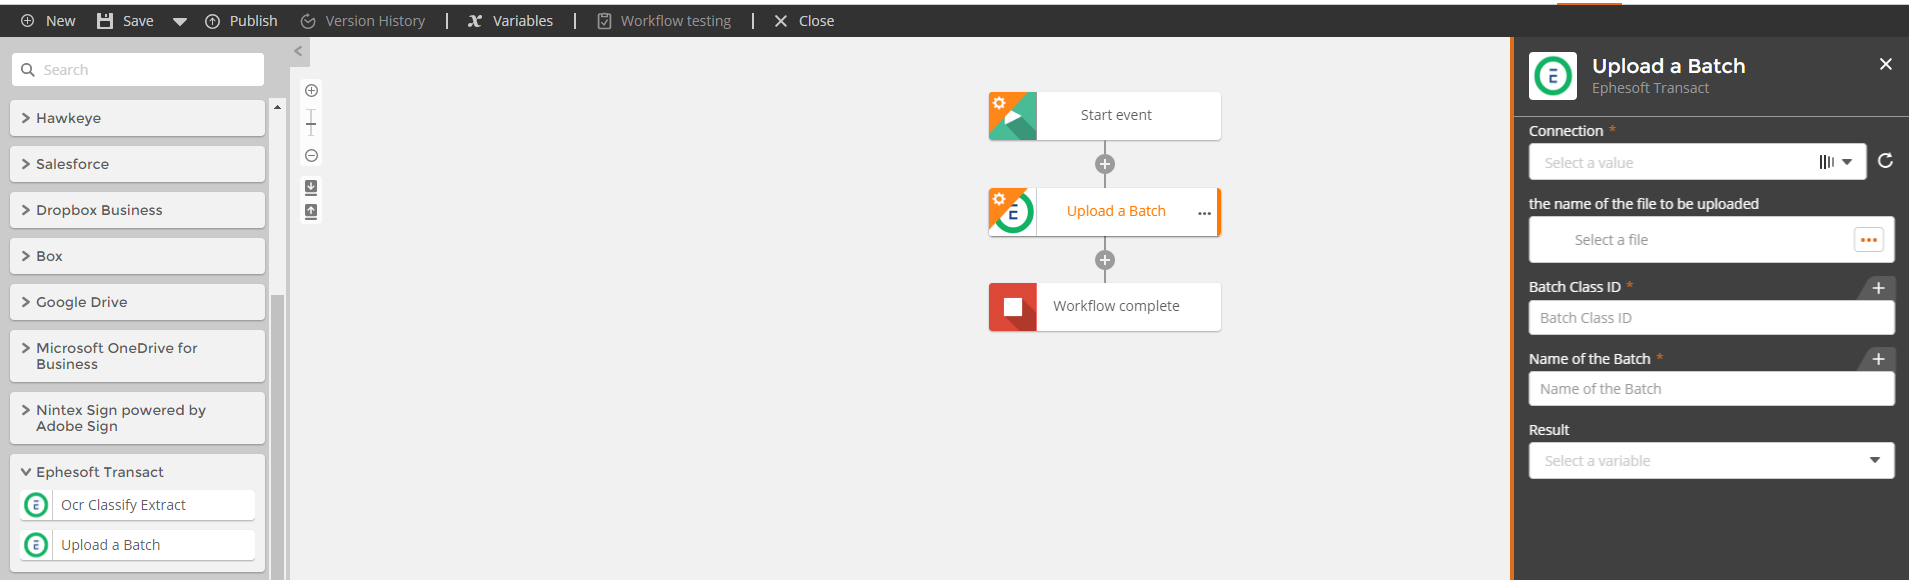 New Save Publish Version History Variables Workflow testing Close
Search
Hawkeye
Salesforce
Dropbox Business
Box
Google Drive
Microsoft OneDrive for
Business
Nintex Sign powered by
Adobe Sign
Ephesoft Transact
Ocr Classify Extract
Upload a Batch
Start event
Upload a Batch
Workflow complete
Upload a Batch
Ephesoft Transact
Connection *
Select a value
the name of the file to be uploaded
Select a file
Batch Class ID *
Batch Class ID
Name of the Batch *
Name of the Batch
Result
Select a variable